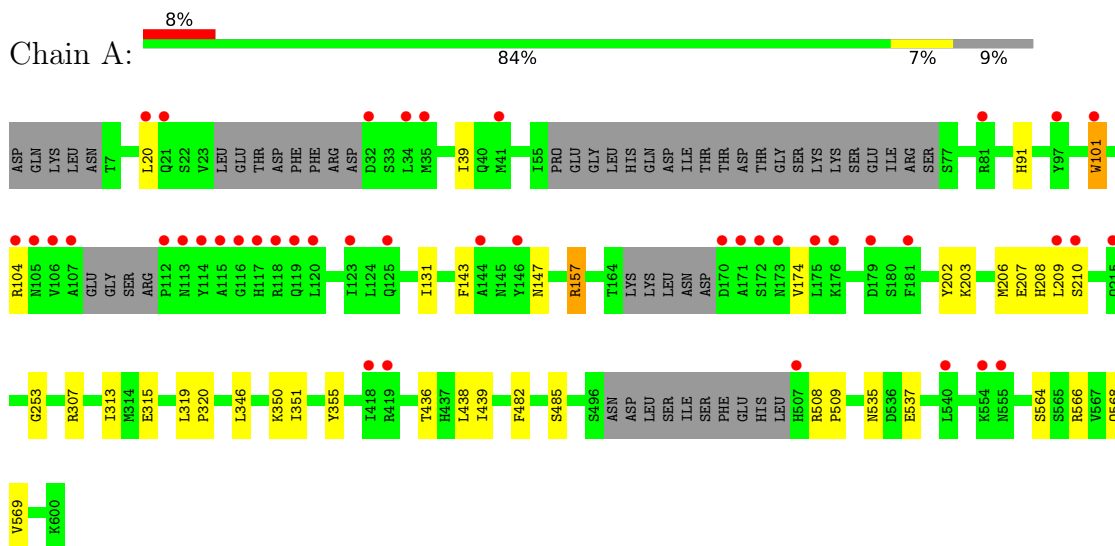 8%
Chain A:
84% 7% 9%
ASP GLN LYS LEU ASN T7 L20 Q21 S22 V23 LEU GLU THR ASP PHE PHE ARG ASP D32 S33 L34 M35 I39 Q40 M41 I55 PRO GLU GLY LEU HIS GLN ASP ILE THR THR ASP THR GLY SER LYS LYS SER GLU ILE ARG SER S77 R81 H91 Y97 W101
R104 N105 V106 A107 GLU GLY SER ARG P112 N113 Y114 A115 G116 H117 R118 Q119 L120 I123 L124 Q125 I131 F143 A144 N145 Y146 N147 R157 T164 LYS LYS LEU ASN ASP D170 A171 S172 N173 V174 L175 K176 D179 S180 F181 Y202 K203 M206 E207 H208 L209 S210
G253 R307 I313 M314 E315 L319 P320 L346 K350 I351 Y355 I418 R419 T436 H437 L438 I439 F482 S485 S496 ASN ASP LEU SER ILE SER PHE GLU HIS LEU H507 R508 P509 N535 D536 E537 L540 K554 N555 S564 S565 R566 V567
V569 K600